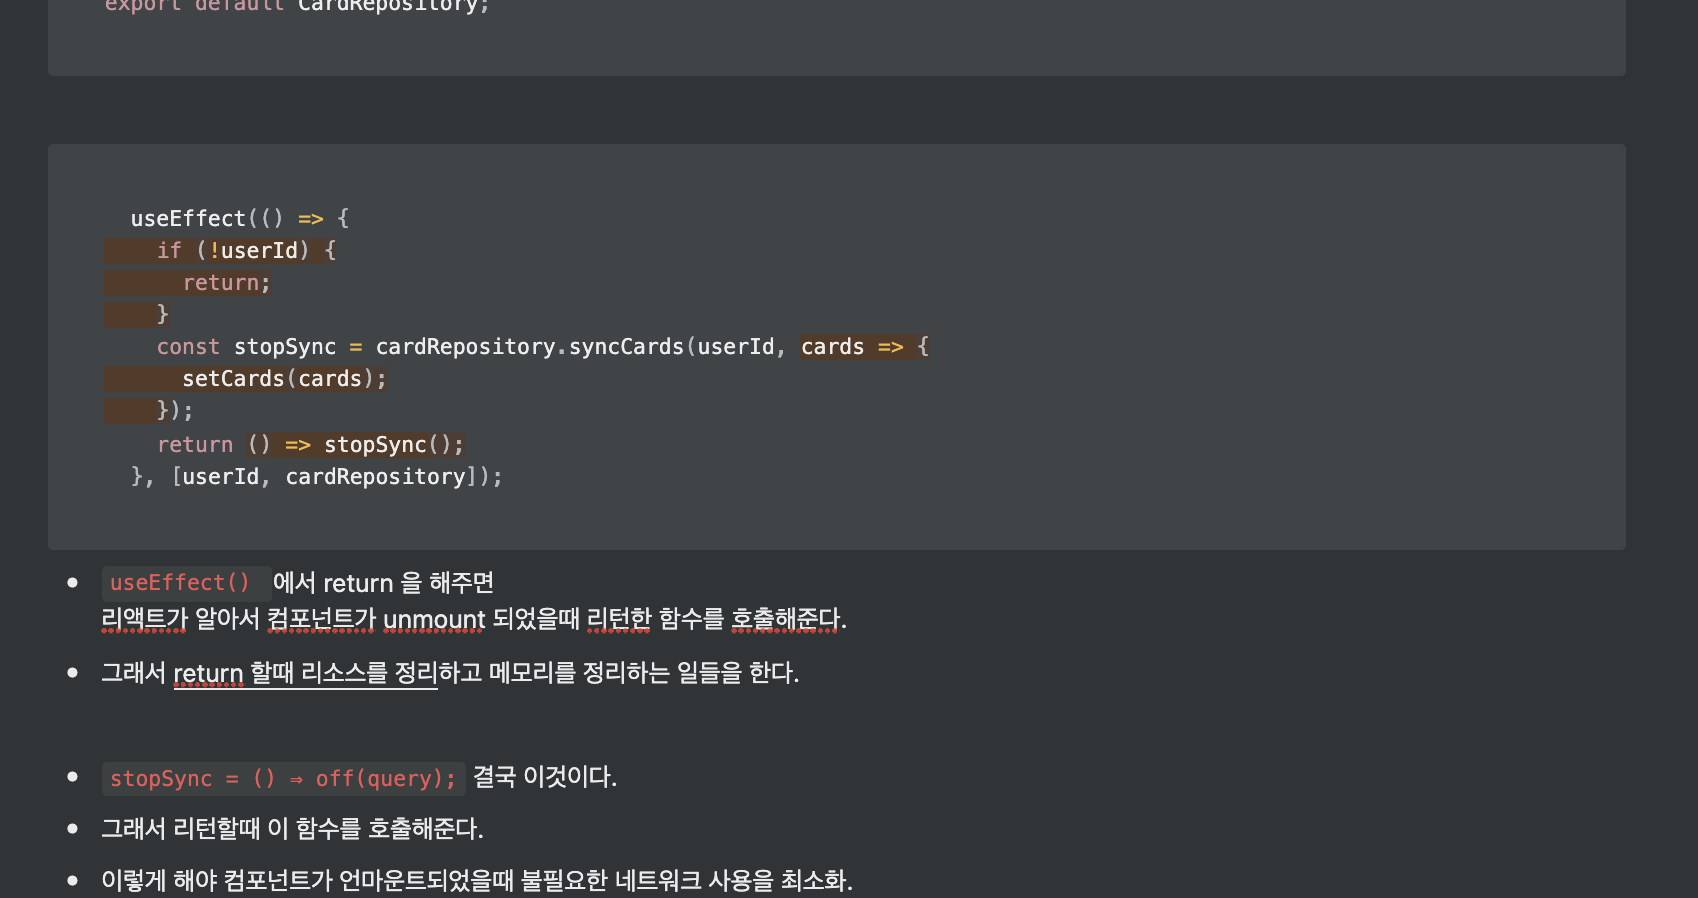 export default CardRepository;
useEffect(() => {
if (!userId) {
return;
}
const stopSync = cardRepository.syncCards(userId, cards => {
setCards(cards);
});
return () => stopSync();
}, [userId, cardRepository]);
• useEffect() 에서 return 을 해주면
리액트가 알아서 컴포넌트가 unmount 되었을때 리턴한 함수를 호출해준다.
• 그래서 return 할때 리소스를 정리하고 메모리를 정리하는 일들을 한다.
• stopSync = () ⇒ off(query); 결국 이것이다.
• 그래서 리턴할때 이 함수를 호출해준다.
• 이렇게 해야 컴포넌트가 언마운트되었을때 불필요한 네트워크 사용을 최소화.